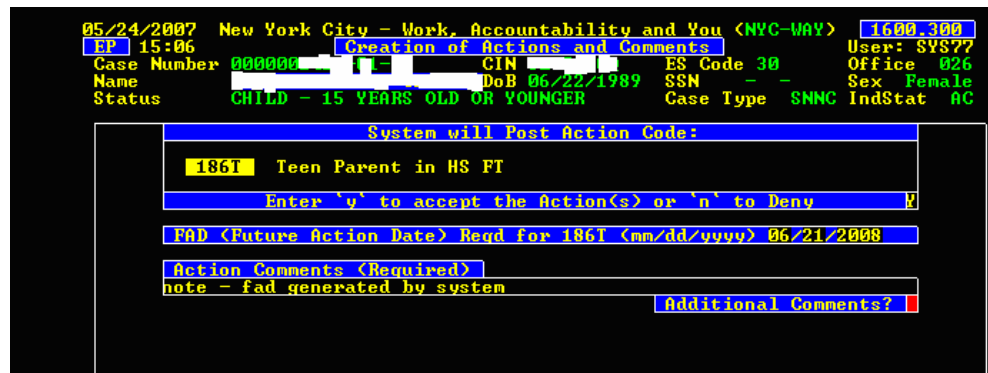 05/24/2007 New York City - Work, Accountability and You (NYC-WAY) 1600.300
EP 15:06 Creation of Actions and Comments User: SYS77
Case Number 000000 01- CIN ES Code 30 Office 026
Name DoB 06/22/1989 SSN - - Sex Female
Status CHILD - 15 YEARS OLD OR YOUNGER Case Type SNNC IndStat AC
System will Post Action Code:
186T Teen Parent in HS FT
Enter `y` to accept the Action(s) or `n` to Deny Y
FAD (Future Action Date) Reqd for 186T (mm/dd/yyyy) 06/21/2008
Action Comments (Required)
note - fad generated by system
Additional Comments?